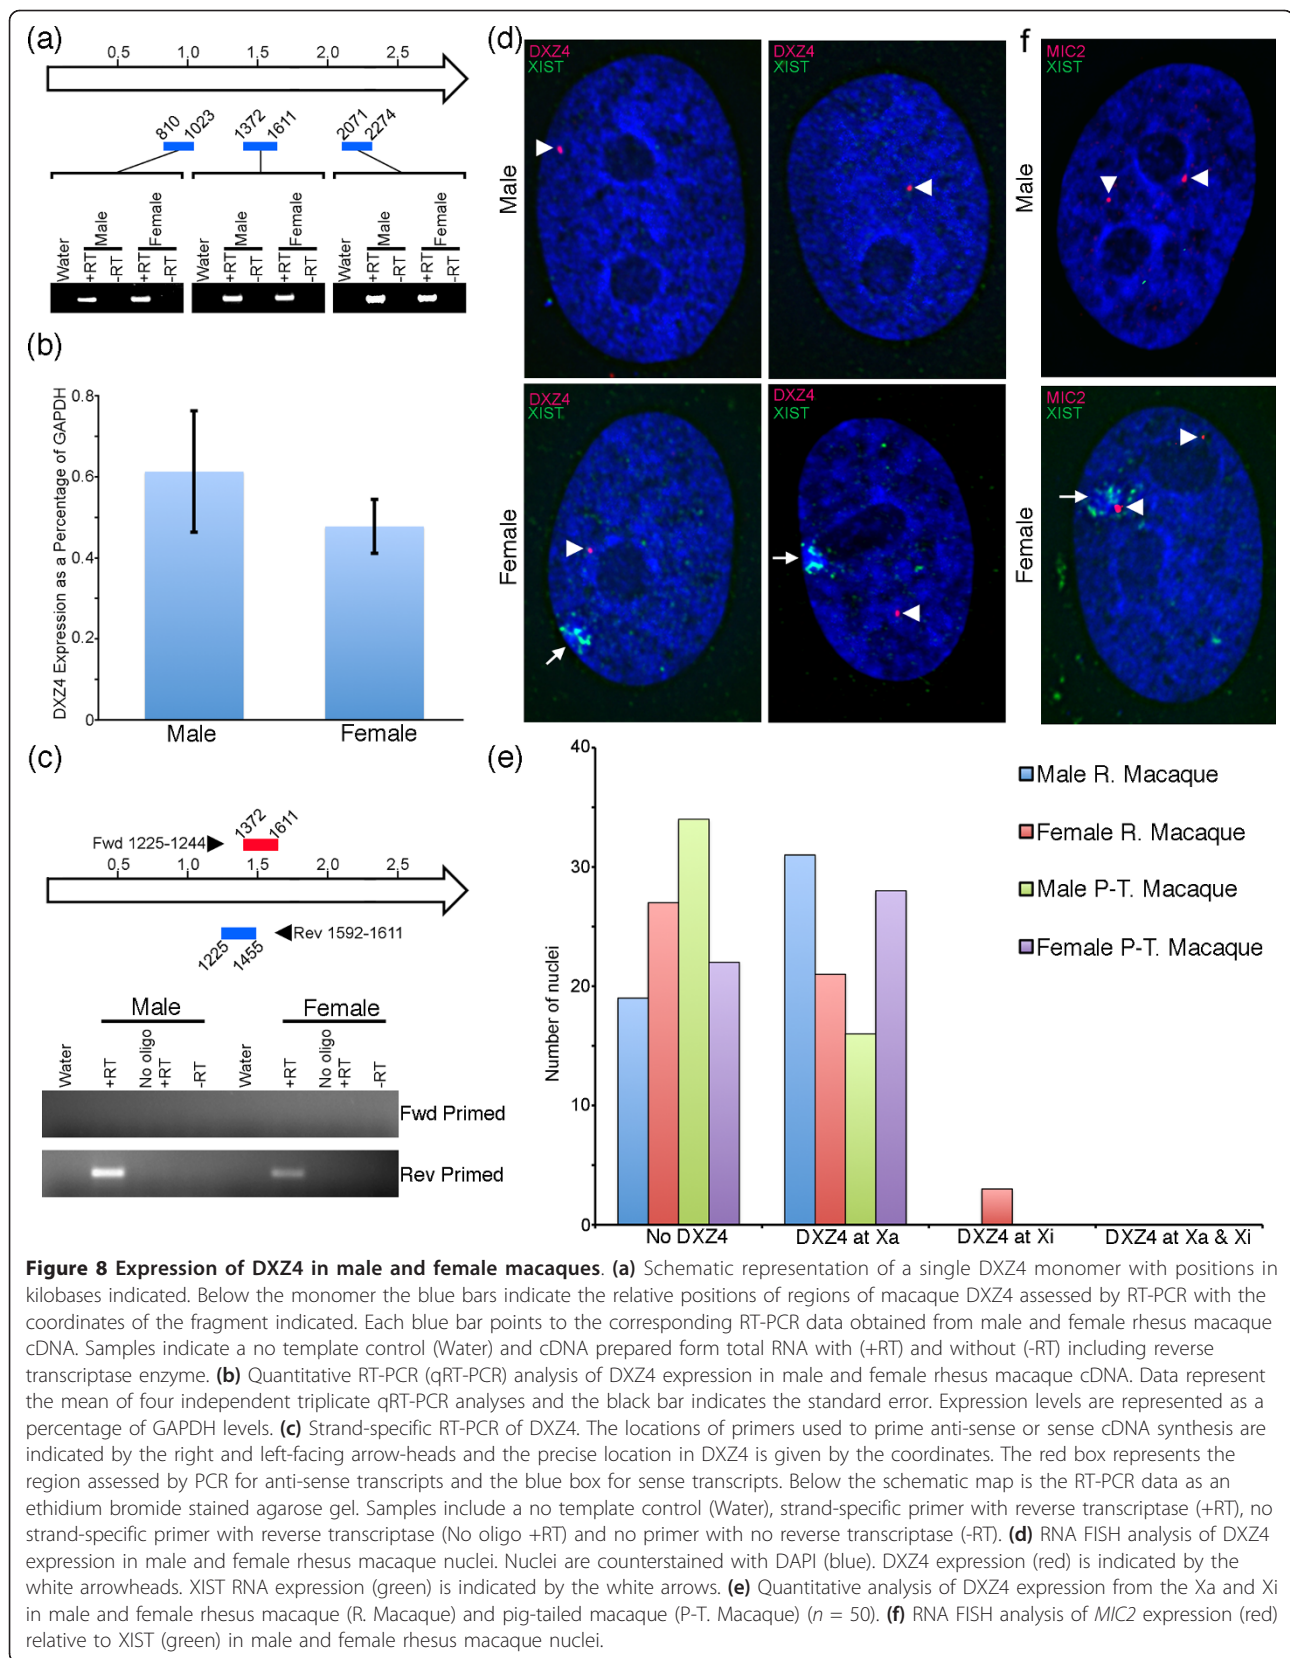 (a)
0.5 1.0 1.5 2.0 2.5
810 1023 1372 1611 2071 2274
Male Female Male Female Male Female
Water +RT -RT +RT -RT Water +RT -RT +RT -RT Water +RT -RT +RT -RT
(b)
DXZ4 Expression as a Percentage of GAPDH
0.8
0.6
0.4
0.2
0
Male Female
(c)
1372 1611
Fwd 1225-1244
0.5 1.0 1.5 2.0 2.5
Rev 1592-1611
1225 1455
Male Female
Water +RT No oligo +RT -RT Water +RT No oligo +RT -RT
Fwd Primed
Rev Primed
(d)
Male
DXZ4
XIST
DXZ4
XIST
Female
DXZ4
XIST
DXZ4
XIST
f
Male
MIC2
XIST
Female
MIC2
XIST
(e)
Number of nuclei
40
30
20
10
0
No DXZ4 DXZ4 at Xa DXZ4 at Xi DXZ4 at Xa & Xi
Male R. Macaque
Female R. Macaque
Male P-T. Macaque
Female P-T. Macaque
Figure 8 Expression of DXZ4 in male and female macaques. (a) Schematic representation of a single DXZ4 monomer with positions in
kilobases indicated. Below the monomer the blue bars indicate the relative positions of regions of macaque DXZ4 assessed by RT-PCR with the
coordinates of the fragment indicated. Each blue bar points to the corresponding RT-PCR data obtained from male and female rhesus macaque
cDNA. Samples indicate a no template control (Water) and cDNA prepared form total RNA with (+RT) and without (-RT) including reverse
transcriptase enzyme. (b) Quantitative RT-PCR (qRT-PCR) analysis of DXZ4 expression in male and female rhesus macaque cDNA. Data represent
the mean of four independent triplicate qRT-PCR analyses and the black bar indicates the standard error. Expression levels are represented as a
percentage of GAPDH levels. (c) Strand-specific RT-PCR of DXZ4. The locations of primers used to prime anti-sense or sense cDNA synthesis are
indicated by the right and left-facing arrow-heads and the precise location in DXZ4 is given by the coordinates. The red box represents the
region assessed by PCR for anti-sense transcripts and the blue box for sense transcripts. Below the schematic map is the RT-PCR data as an
ethidium bromide stained agarose gel. Samples include a no template control (Water), strand-specific primer with reverse transcriptase (+RT), no
strand-specific primer with reverse transcriptase (No oligo +RT) and no primer with no reverse transcriptase (-RT). (d) RNA FISH analysis of DXZ4
expression in male and female rhesus macaque nuclei. Nuclei are counterstained with DAPI (blue). DXZ4 expression (red) is indicated by the
white arrowheads. XIST RNA expression (green) is indicated by the white arrows. (e) Quantitative analysis of DXZ4 expression from the Xa and Xi
in male and female rhesus macaque (R. Macaque) and pig-tailed macaque (P-T. Macaque) (n = 50). (f) RNA FISH analysis of MIC2 expression (red)
relative to XIST (green) in male and female rhesus macaque nuclei.